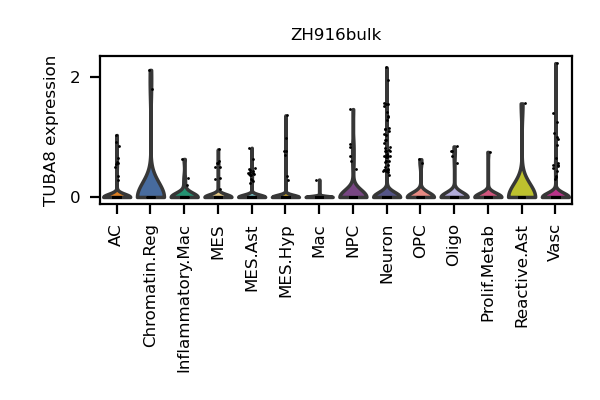 ZH916bulk
TUBA8 expression
2
0
AC
Chromatin.Reg
Inflammatory.Mac
MES
MES.Ast
MES.Hyp
Mac
NPC
Neuron
OPC
Oligo
Prolif.Metab
Reactive.Ast
Vasc